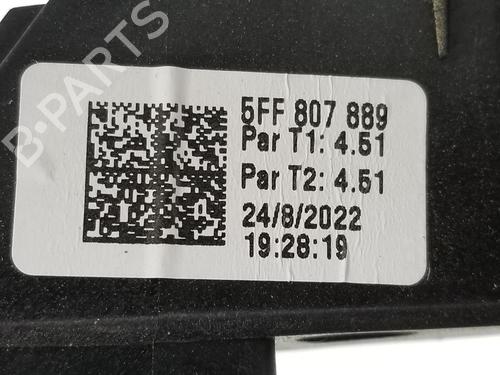 5FF 807 889
Par T1: 4.51
Par T2: 4.51
24/8/2022
19:28:19
B-PARTS